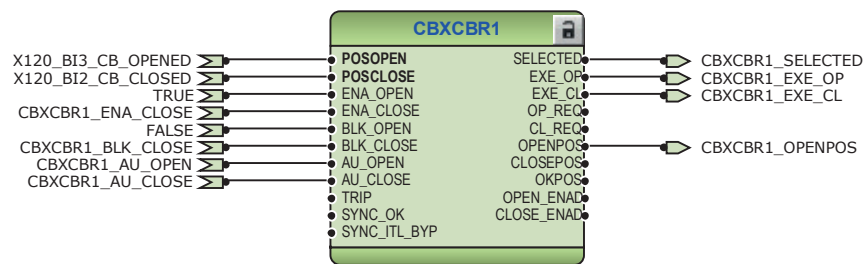 CBXCBR1
X120_BI3_CB_OPENED
X120_BI2_CB_CLOSED
TRUE
CBXCBR1_ENA_CLOSE
FALSE
CBXCBR1_BLK_CLOSE
CBXCBR1_AU_OPEN
CBXCBR1_AU_CLOSE
POSOPEN
POSCLOSE
ENA_OPEN
ENA_CLOSE
BLK_OPEN
BLK_CLOSE
AU_OPEN
AU_CLOSE
TRIP
SYNC_OK
SYNC_ITL_BYP
SELECTED
EXE_OP
EXE_CL
OP_REQ
CL_REQ
OPENPOS
CLOSEPOS
OKPOS
OPEN_ENAD
CLOSE_ENAD
CBXCBR1_SELECTED
CBXCBR1_EXE_OP
CBXCBR1_EXE_CL
CBXCBR1_OPENPOS